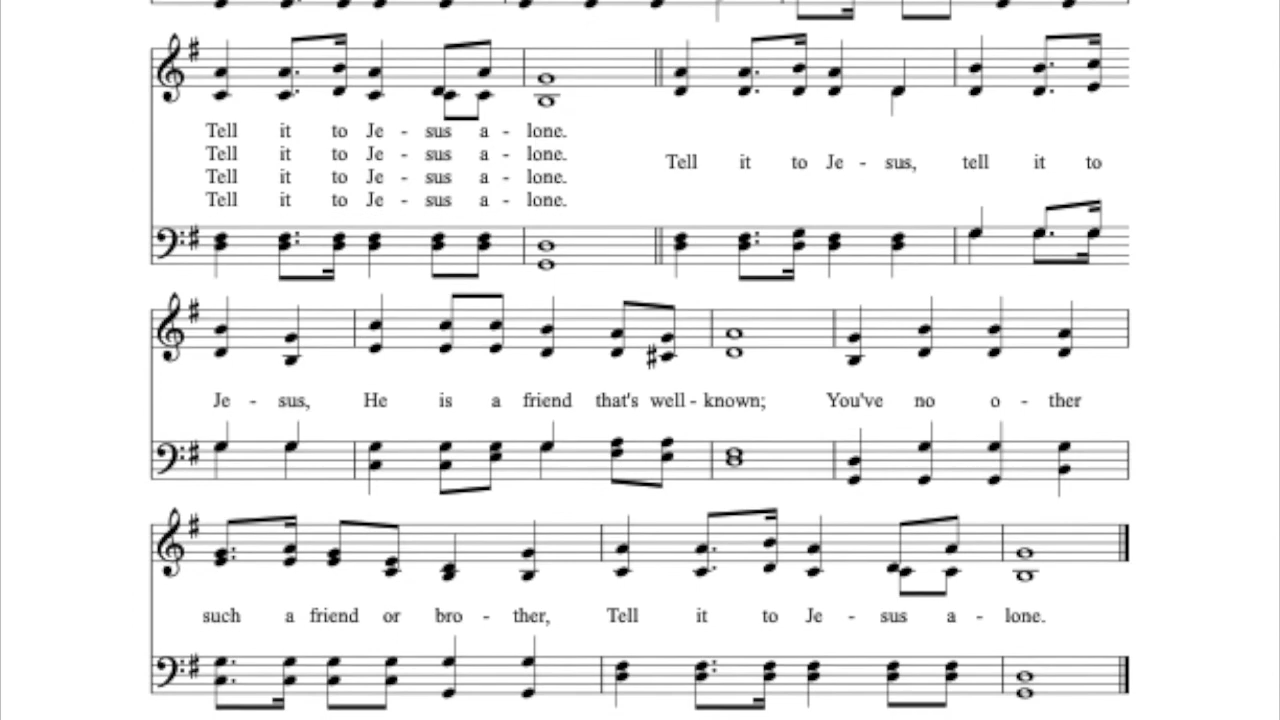 Tell it to Je - sus a - lone.
Tell it to Je - sus a - lone.
Tell it to Je - sus a - lone.
Tell it to Je - sus a - lone.
Tell it to Je - sus, tell it to
Je - sus, He is a friend that's well - known; You've no o - ther
such a friend or bro - ther, Tell it to Je - sus a - lone.